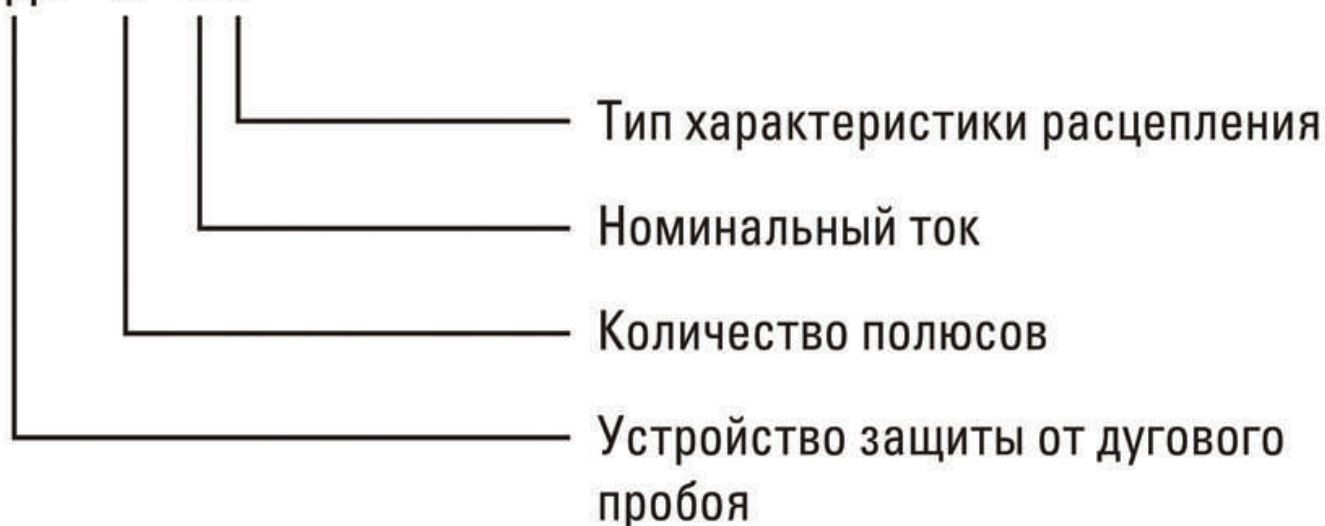 Тип характеристики расцепления
Номинальный ток
Количество полюсов
Устройство защиты от дугового
пробоя